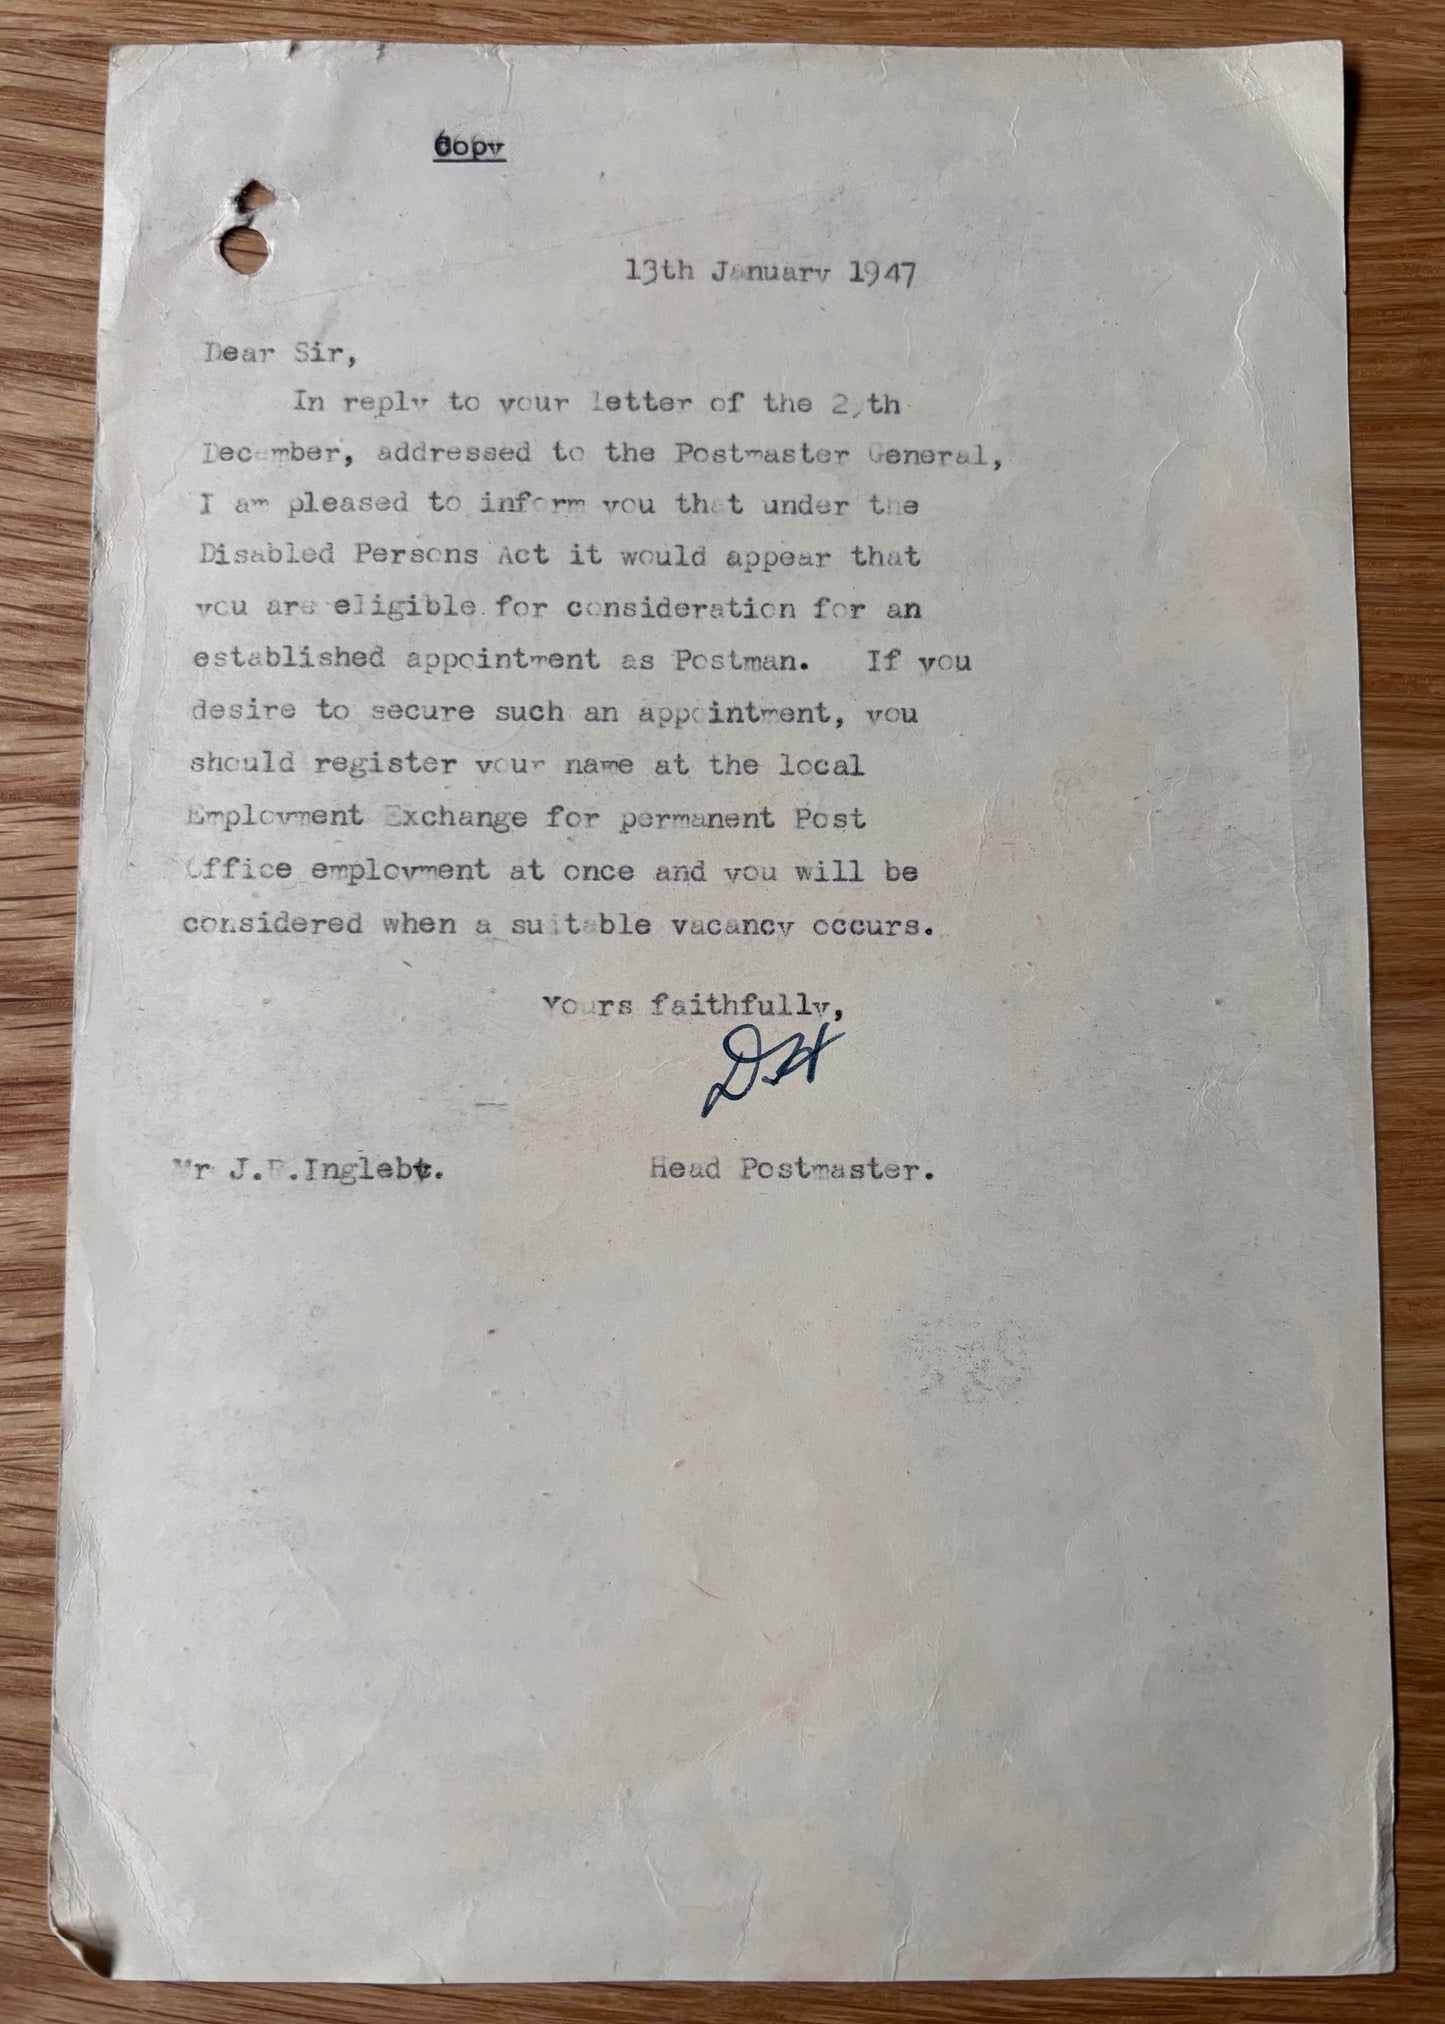 Copy
13th January 1947
Dear Sir,
In reply to your letter of the
December, addressed to the Postmaster General,
I am pleased to inform you that under the
Disabled Persons Act it would appear that
you are eligible for consideration for an
established appointment as Postman. If you
desire to secure such an appointment, you
should register your name at the local
Employment Exchange for permanent Post
Office employment at once and you will be
considered when a suitable vacancy occurs.
Yours faithfully,
Mr Head Postmaster.